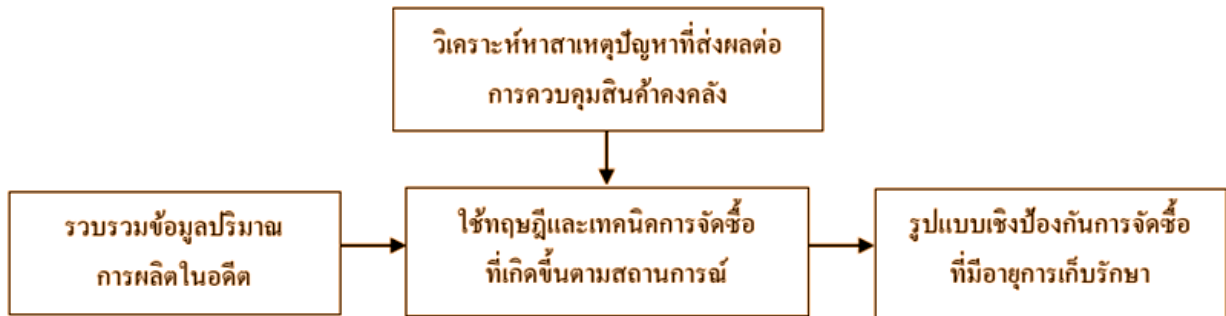 วิเคราะห์หาสาเหตุปัญหาที่ส่งผลต่อ
การควบคุมสินค้าคงคลัง
รวบรวมข้อมูลปริมาณ
การผลิตในอดีต
ใช้ทฤษฎีและเทคนิคการจัดซื้อ
ที่เกิดขึ้นตามสถานการณ์
รูปแบบเชิงป้องกันการจัดซื้อ
ที่มีอายุการเก็บรักษา